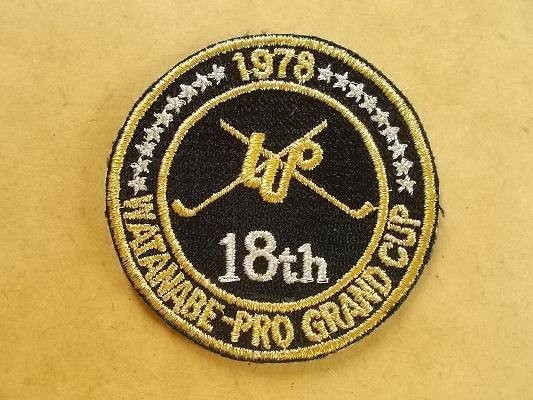 1978
WP
18th
WATANABE-PRO GRAND CUP